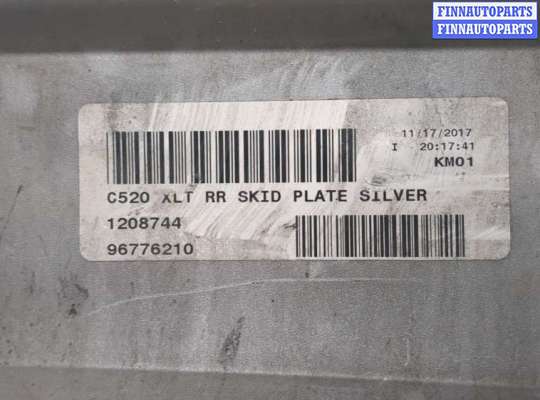 FINNAUTOPARTS
FINNAUTOPARTS
11/17/2017
I 20:17:41
KM01
C520 XLT RR SKID PLATE SILVER
1208744
96776210